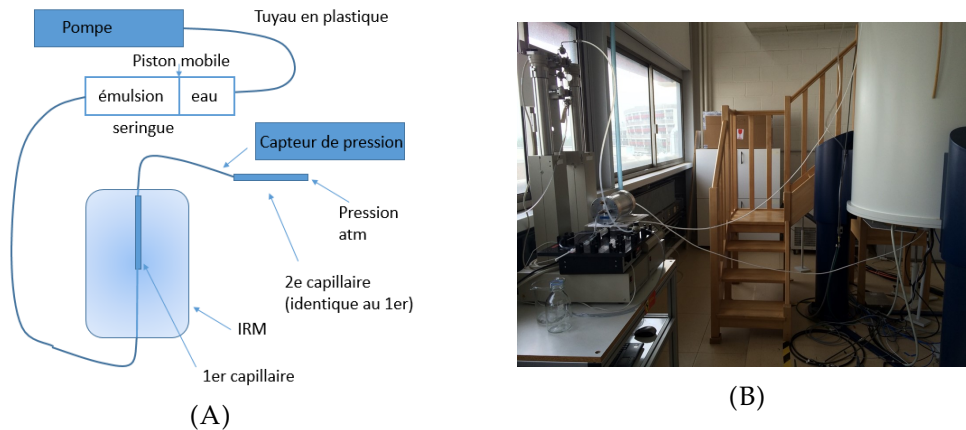 Tuyau en plastique
Pompe
Piston mobile
émulsion
eau
seringue
Capteur de pression
Pression
atm
2e capillaire
(identique au 1er)
IRM
1er capillaire
(A)
(B)